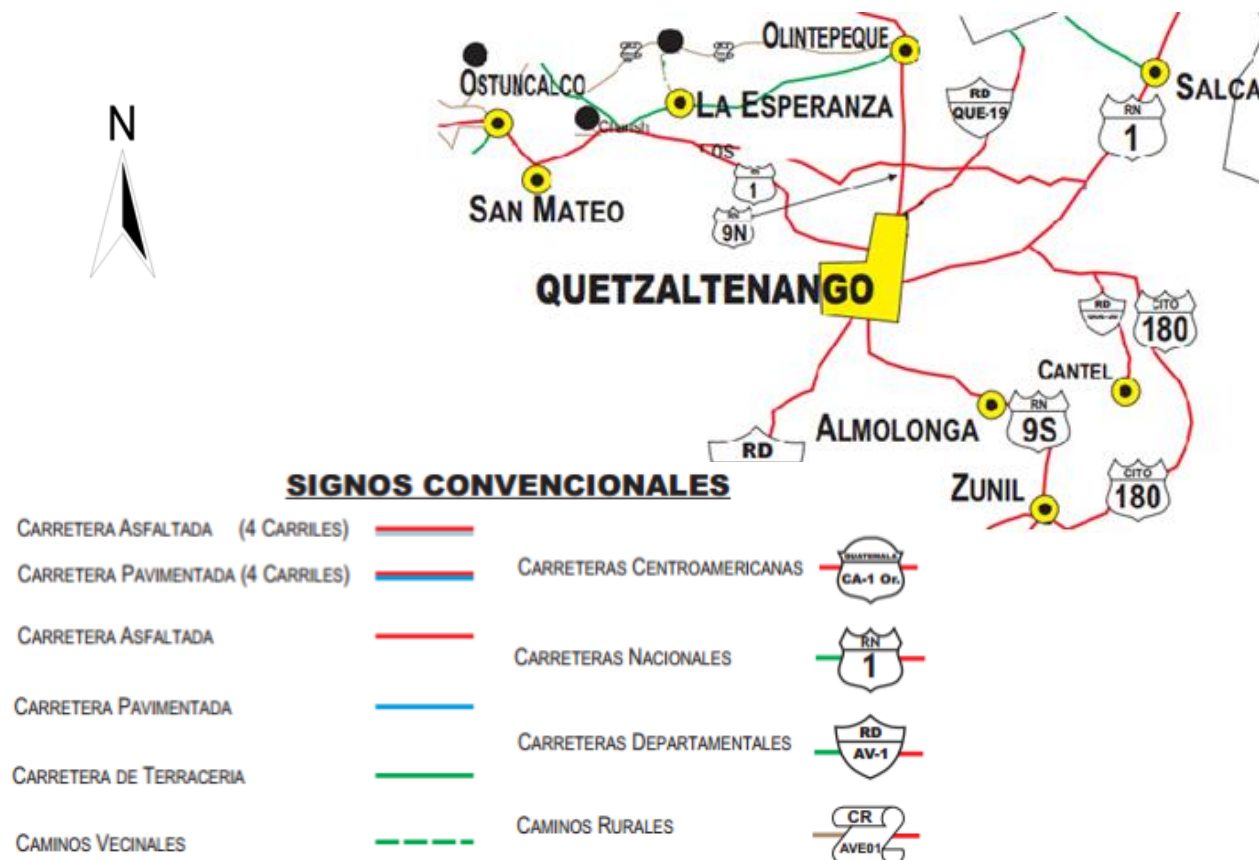 N
OLINTEPEQUE
OSTUNCALCO
LA ESPERANZA
RD
QUE-19
SALCA
RN
1
SAN MATEO
1
RN
9N
QUETZALTENANGO
RD
CITO
180
CANTEL
ALMOLONGA
RN
9S
RD
ZUNIL
CITO
180
SIGNOS CONVENCIONALES
CARRETERA ASFALTADA (4 CARRILES)
CARRETERA PAVIMENTADA (4 CARRILES)
CARRETERA ASFALTADA
CARRETERA PAVIMENTADA
CARRETERA DE TERRACERIA
CAMINOS VECINALES
CARRETERAS CENTROAMERICANAS
GUATEMALA
CA-1 Or.
CARRETERAS NACIONALES
RN
1
CARRETERAS DEPARTAMENTALES
RD
AV-1
CAMINOS RURALES
CR
AVE01